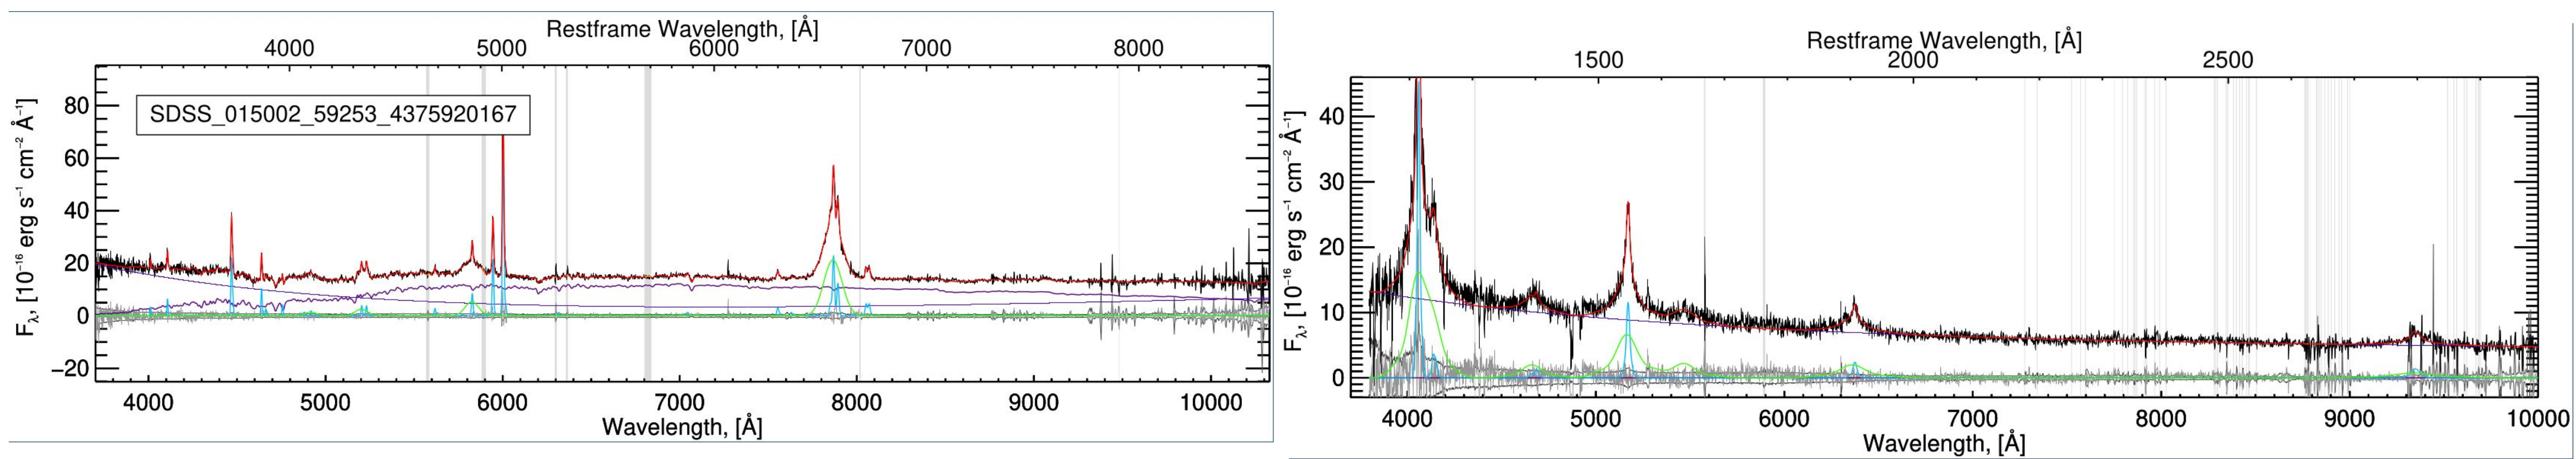 Restframe Wavelength, [Å]
4000 5000 6000 7000 8000
SDSS_015002_59253_4375920167
80
60
40
20
0
−20
F_λ, [10⁻¹⁶ erg s⁻¹ cm⁻² Å⁻¹]
4000 5000 6000 7000 8000 9000 10000
Wavelength, [Å]
Restframe Wavelength, [Å]
1500 2000 2500
40
30
20
10
0
F_λ, [10⁻¹⁶ erg s⁻¹ cm⁻² Å⁻¹]
4000 5000 6000 7000 8000 9000 10000
Wavelength, [Å]